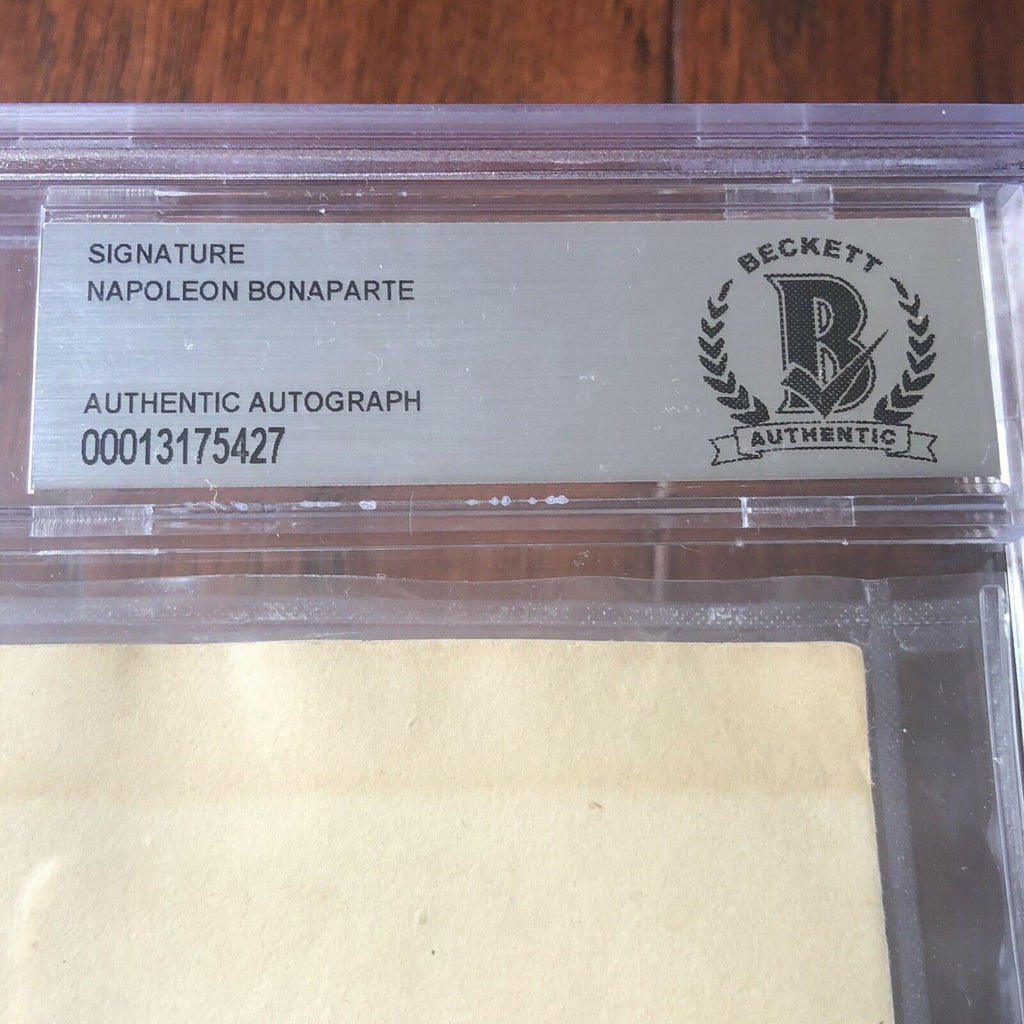 SIGNATURE
NAPOLEON BONAPARTE
AUTHENTIC AUTOGRAPH
00013175427
BECKETT
B
AUTHENTIC